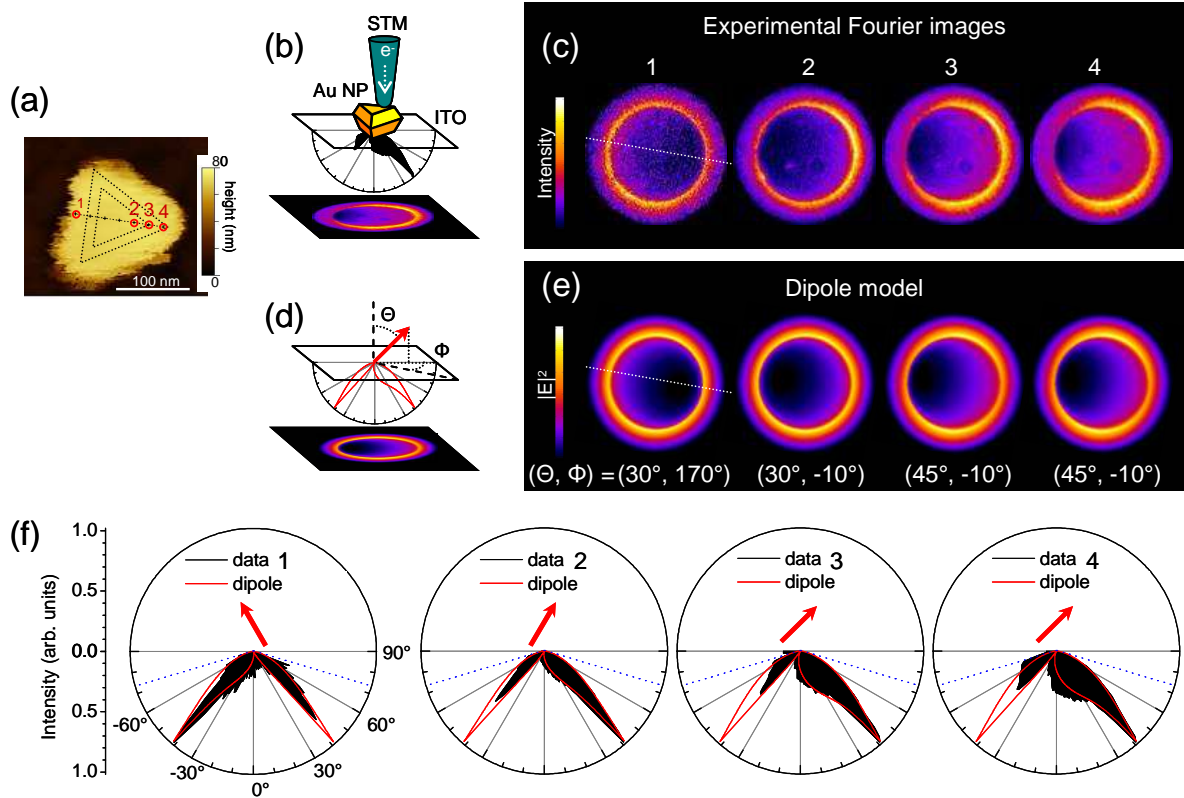 (a)
1
2
3
4
100 nm
80
height (nm)
0
(b)
STM
e-
Au NP
ITO
(c)
Experimental Fourier images
1 2 3 4
Intensity
(d)
Θ
Φ
(e)
Dipole model
|E|²
(Θ, Φ) = (30°, 170°) (30°, -10°) (45°, -10°) (45°, -10°)
(f)
Intensity (arb. units)
1.0
0.5
0.0
0.5
1.0
data 1
dipole
90°
60°
30°
0°
-30°
-60°
data 2
dipole
data 3
dipole
data 4
dipole